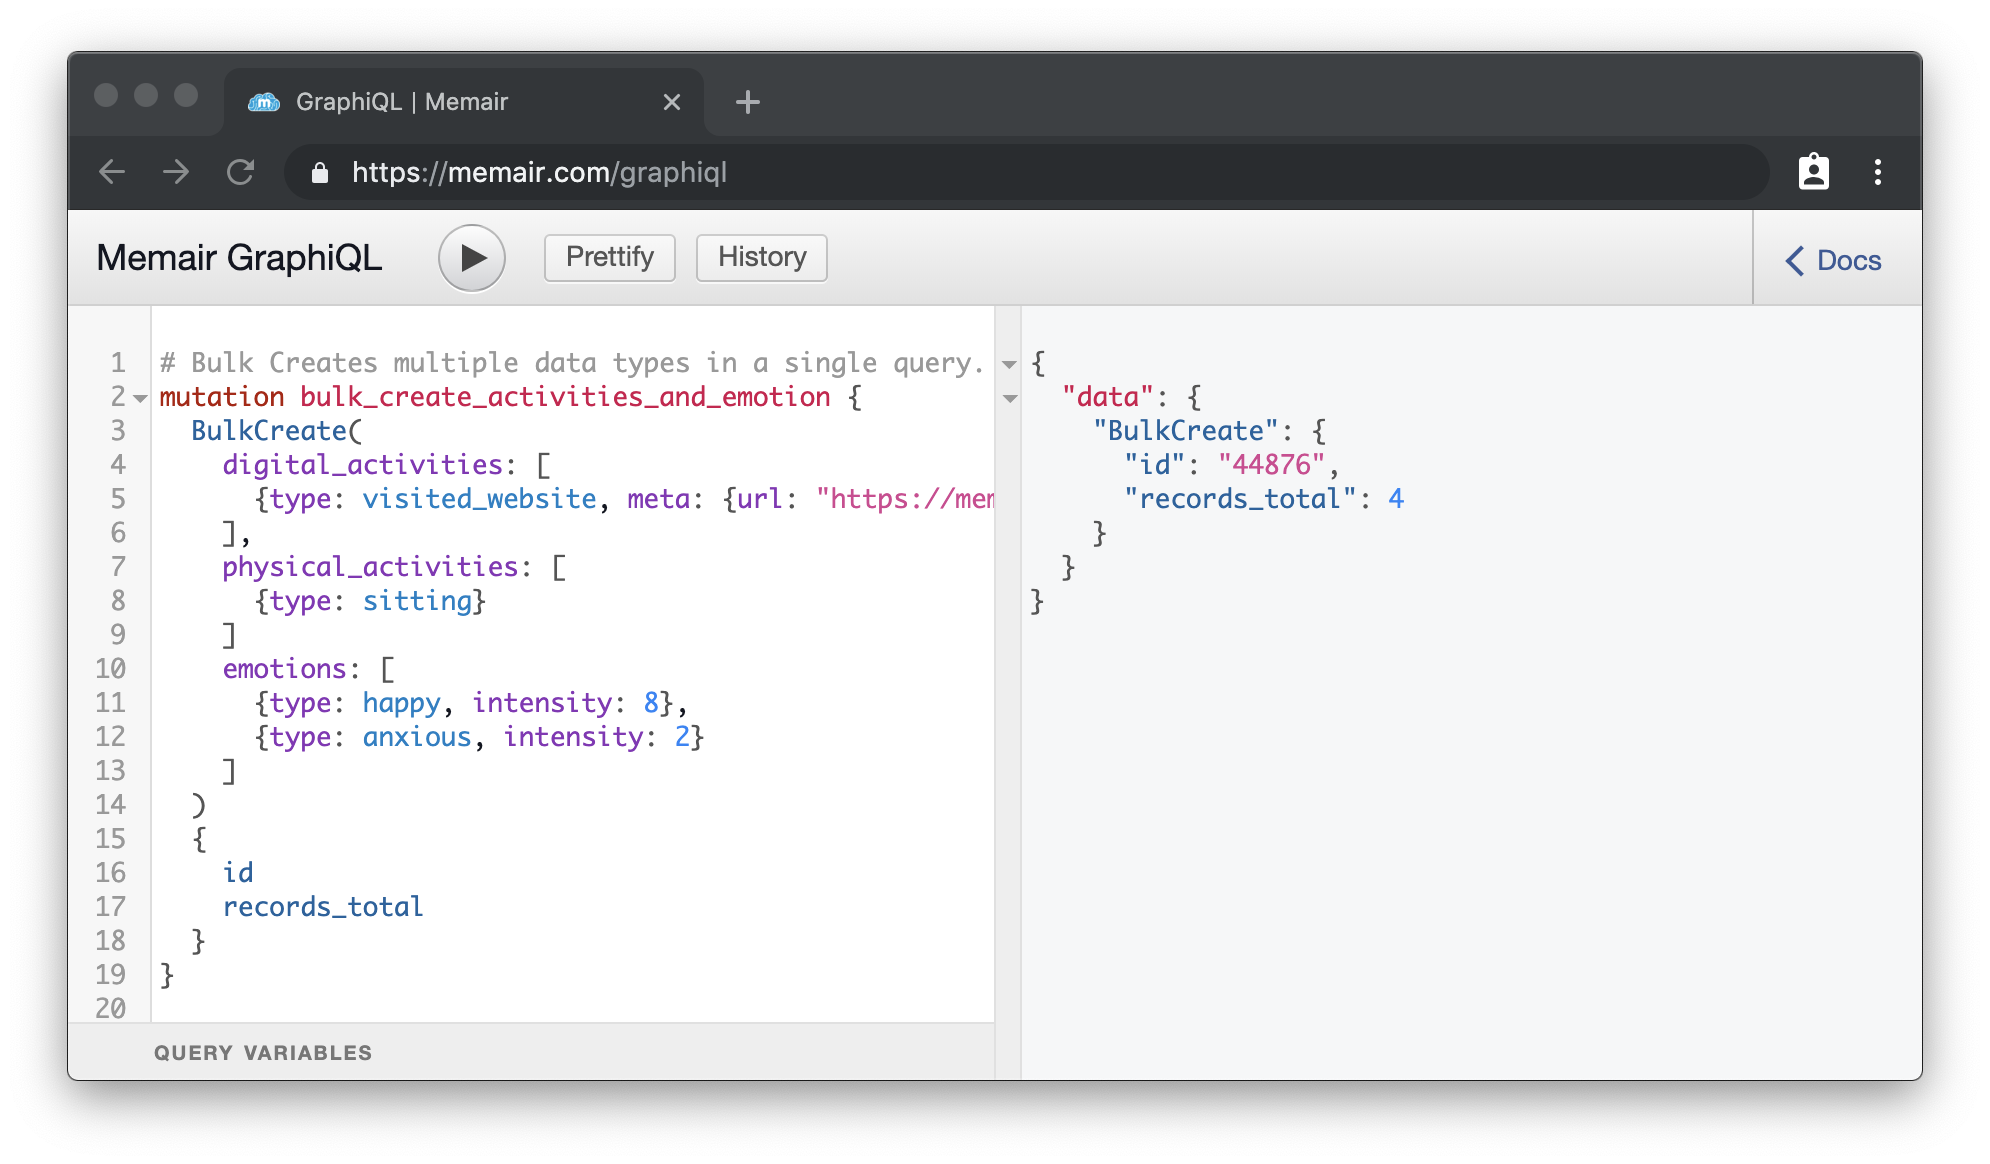 GraphiQL | Memair
https://memair.com/graphiql
Memair GraphiQL
Prettify
History
Docs
1 # Bulk Creates multiple data types in a single query.
2 mutation bulk_create_activities_and_emotion {
3 BulkCreate(
4 digital_activities: [
5 {type: visited_website, meta: {url: "https://mem
6 ],
7 physical_activities: [
8 {type: sitting}
9 ]
10 emotions: [
11 {type: happy, intensity: 8},
12 {type: anxious, intensity: 2}
13 ]
14 )
15 {
16 id
17 records_total
18 }
19 }
20
QUERY VARIABLES
{
"data": {
"BulkCreate": {
"id": "44876",
"records_total": 4
}
}
}